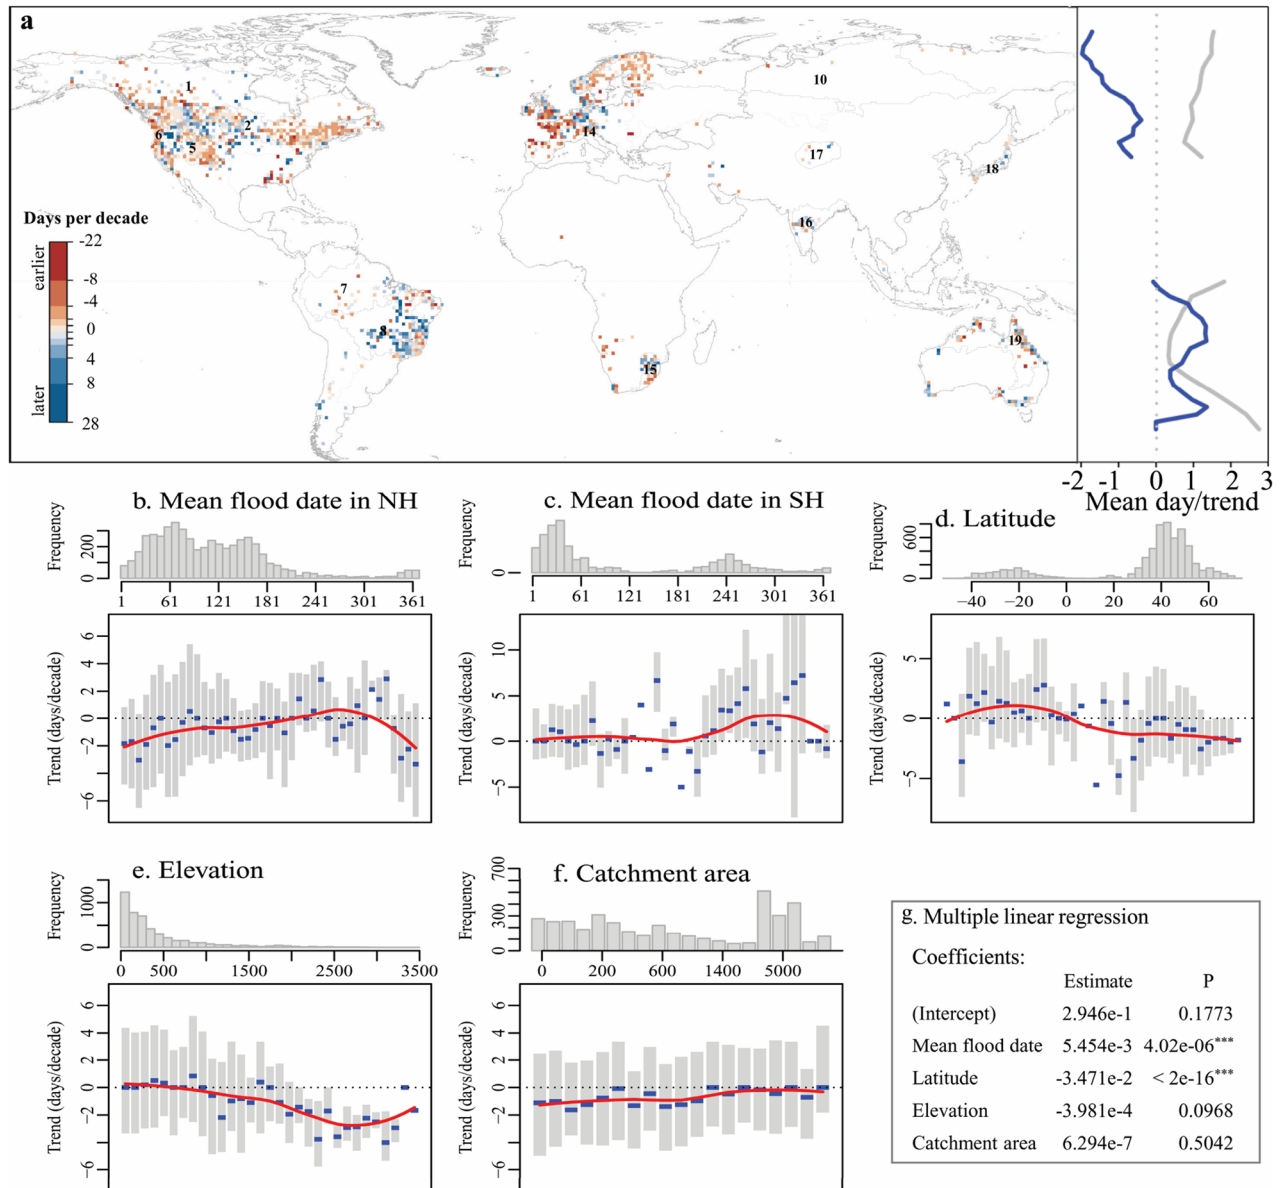 a
1
10
2
6
5
14
17
18
16
7
8
15
19
Days per decade
earlier
later
-22
-8
-4
0
4
8
28
-2 -1 0 1 2 3
Mean day/trend
b. Mean flood date in NH
Frequency
0 200
1 61 121 181 241 301 361
Trend (days/decade)
6
4
2
0
−2
−6
c. Mean flood date in SH
Frequency
0
1 61 121 181 241 301 361
Trend (days/decade)
10
5
0
−5
d. Latitude
Frequency
0 600
−40 −20 0 20 40 60
Trend (days/decade)
5
0
−5
e. Elevation
Frequency
0 1000
0 500 1500 2500 3500
Trend (days/decade)
6
4
2
0
−2
−6
f. Catchment area
Frequency
0 300 700
0 200 600 1400 5000
Trend (days/decade)
6
4
2
0
−2
−6
g. Multiple linear regression
Coefficients:
Estimate P
(Intercept) 2.946e-1 0.1773
Mean flood date 5.454e-3 4.02e-06***
Latitude -3.471e-2 < 2e-16***
Elevation -3.981e-4 0.0968
Catchment area 6.294e-7 0.5042